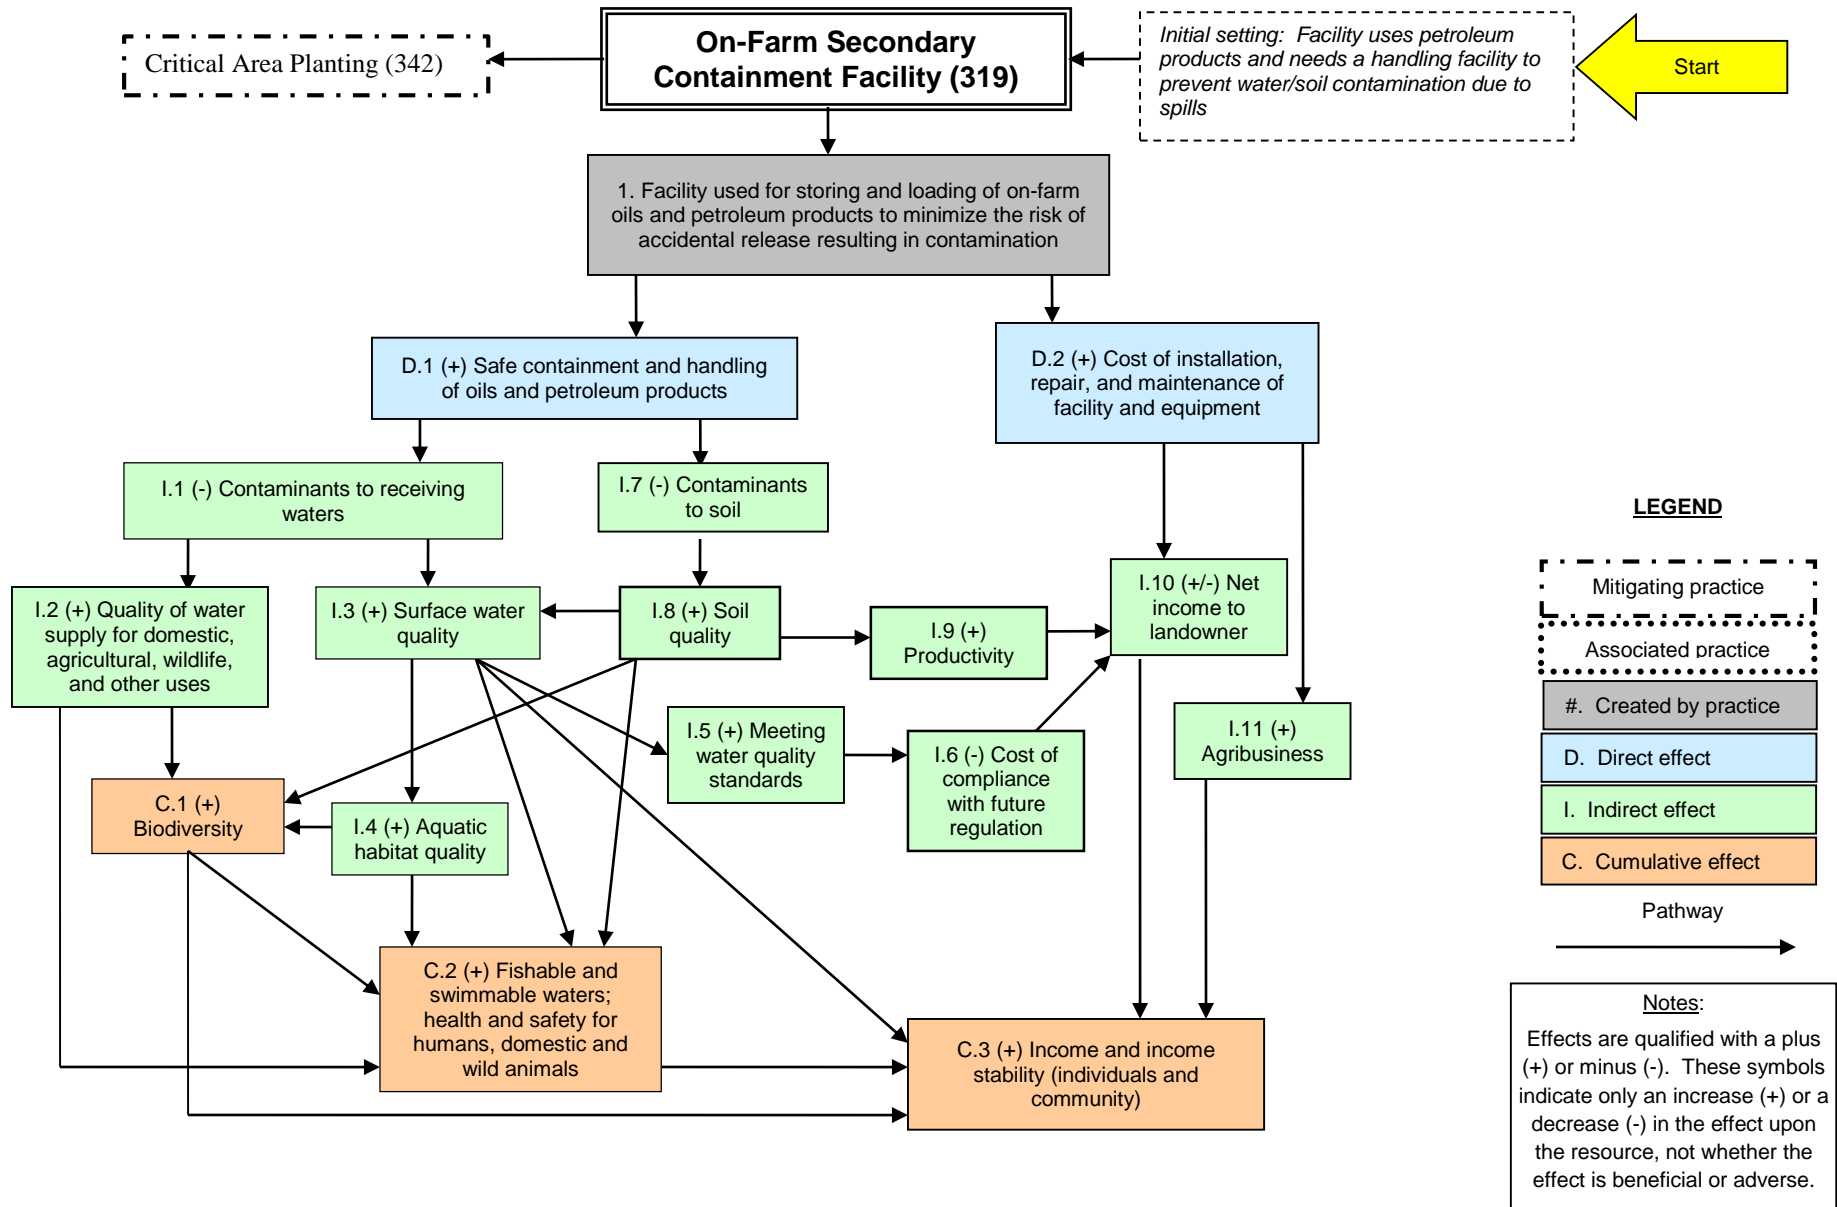 Critical Area Planting (342)
On-Farm Secondary
Containment Facility (319)
Initial setting: Facility uses petroleum
products and needs a handling facility to
prevent water/soil contamination due to
spills
Start
1. Facility used for storing and loading of on-farm
oils and petroleum products to minimize the risk of
accidental release resulting in contamination
D.1 (+) Safe containment and handling
of oils and petroleum products
D.2 (+) Cost of installation,
repair, and maintenance of
facility and equipment
I.1 (-) Contaminants to receiving
waters
I.7 (-) Contaminants
to soil
I.2 (+) Quality of water
supply for domestic,
agricultural, wildlife,
and other uses
I.3 (+) Surface water
quality
I.8 (+) Soil
quality
I.9 (+)
Productivity
I.10 (+/-) Net
income to
landowner
I.5 (+) Meeting
water quality
standards
I.6 (-) Cost of
compliance
with future
regulation
I.11 (+)
Agribusiness
C.1 (+)
Biodiversity
I.4 (+) Aquatic
habitat quality
C.2 (+) Fishable and
swimmable waters;
health and safety for
humans, domestic and
wild animals
C.3 (+) Income and income
stability (individuals and
community)
LEGEND
Mitigating practice
Associated practice
#. Created by practice
D. Direct effect
I. Indirect effect
C. Cumulative effect
Pathway
Notes:
Effects are qualified with a plus
(+) or minus (-). These symbols
indicate only an increase (+) or a
decrease (-) in the effect upon
the resource, not whether the
effect is beneficial or adverse.